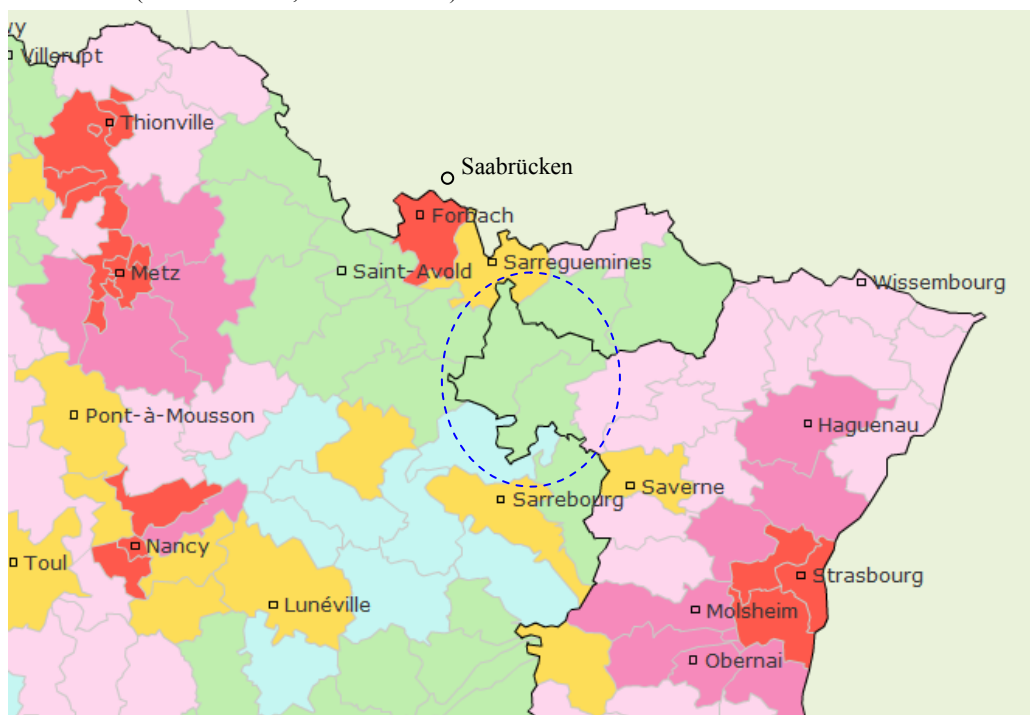 Villerupt
Thionville
Saabrücken
Forbach
Metz
Saint-Avold
Sarreguemines
Wissembourg
Pont-à-Mousson
Haguenau
Saverne
Sarrebourg
Nancy
Toul
Strasbourg
Lunéville
Molsheim
Obernai